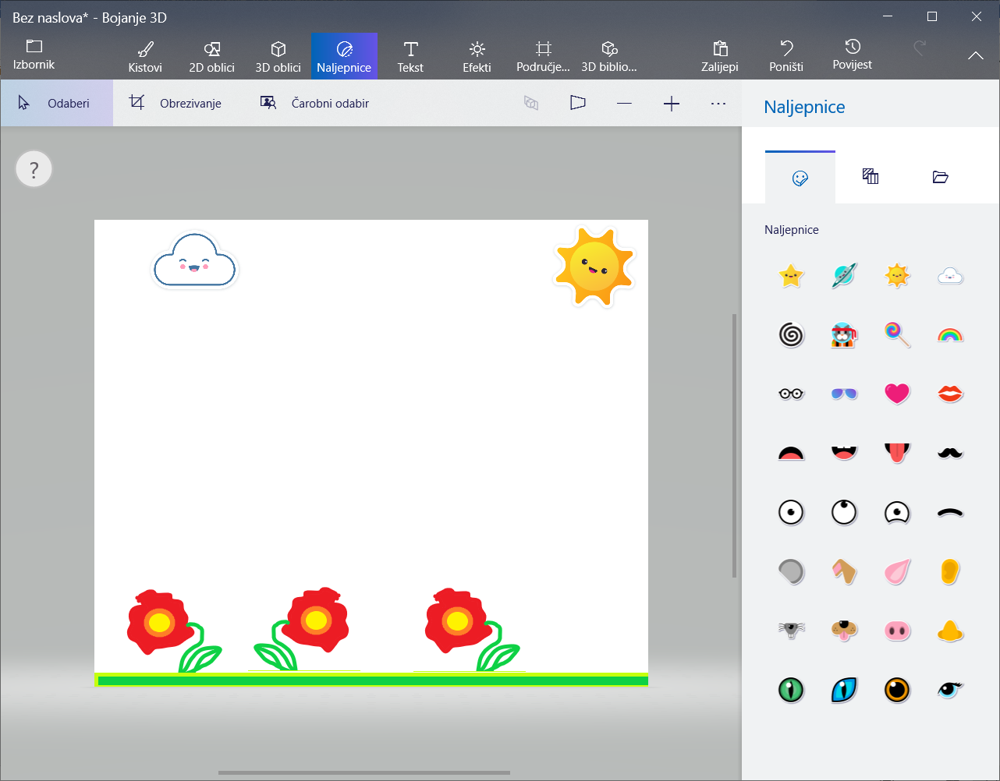 Bez naslova* - Bojanje 3D
Izbornik
Kistovi
2D oblici
3D oblici
Naljepnice
Tekst
Efekti
Područje...
3D biblio...
Zalijepi
Poništi
Povijest
Odaberi
Obrezivanje
Čarobni odabir
Naljepnice
?
Naljepnice